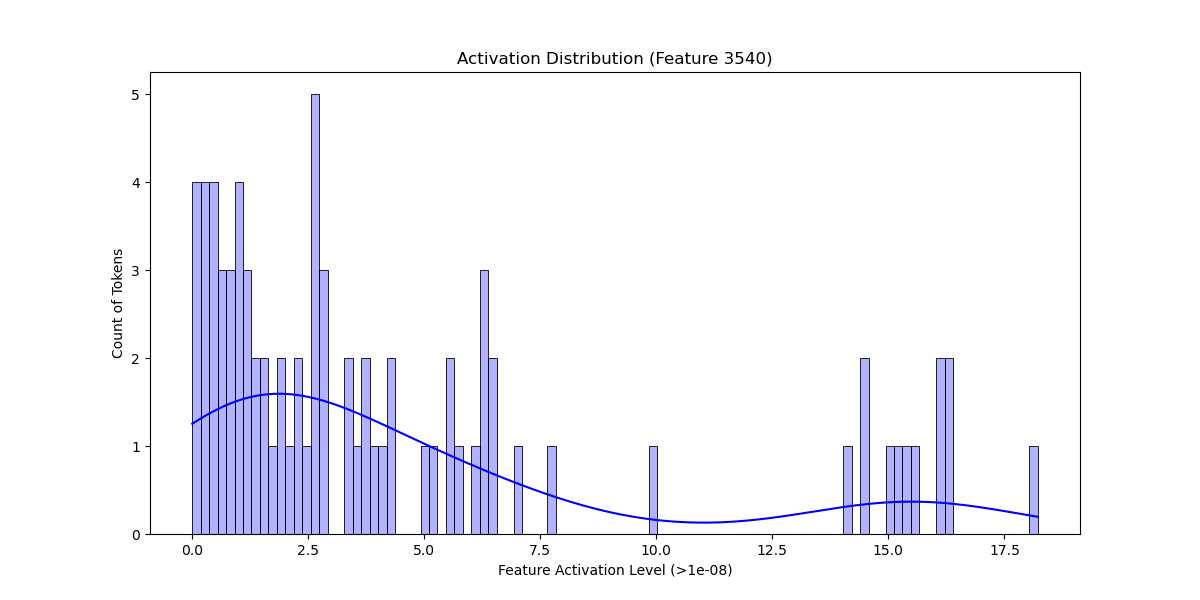 Activation Distribution (Feature 3540)
Count of Tokens
5
4
3
2
1
0
0.0 2.5 5.0 7.5 10.0 12.5 15.0 17.5
Feature Activation Level (>1e-08)